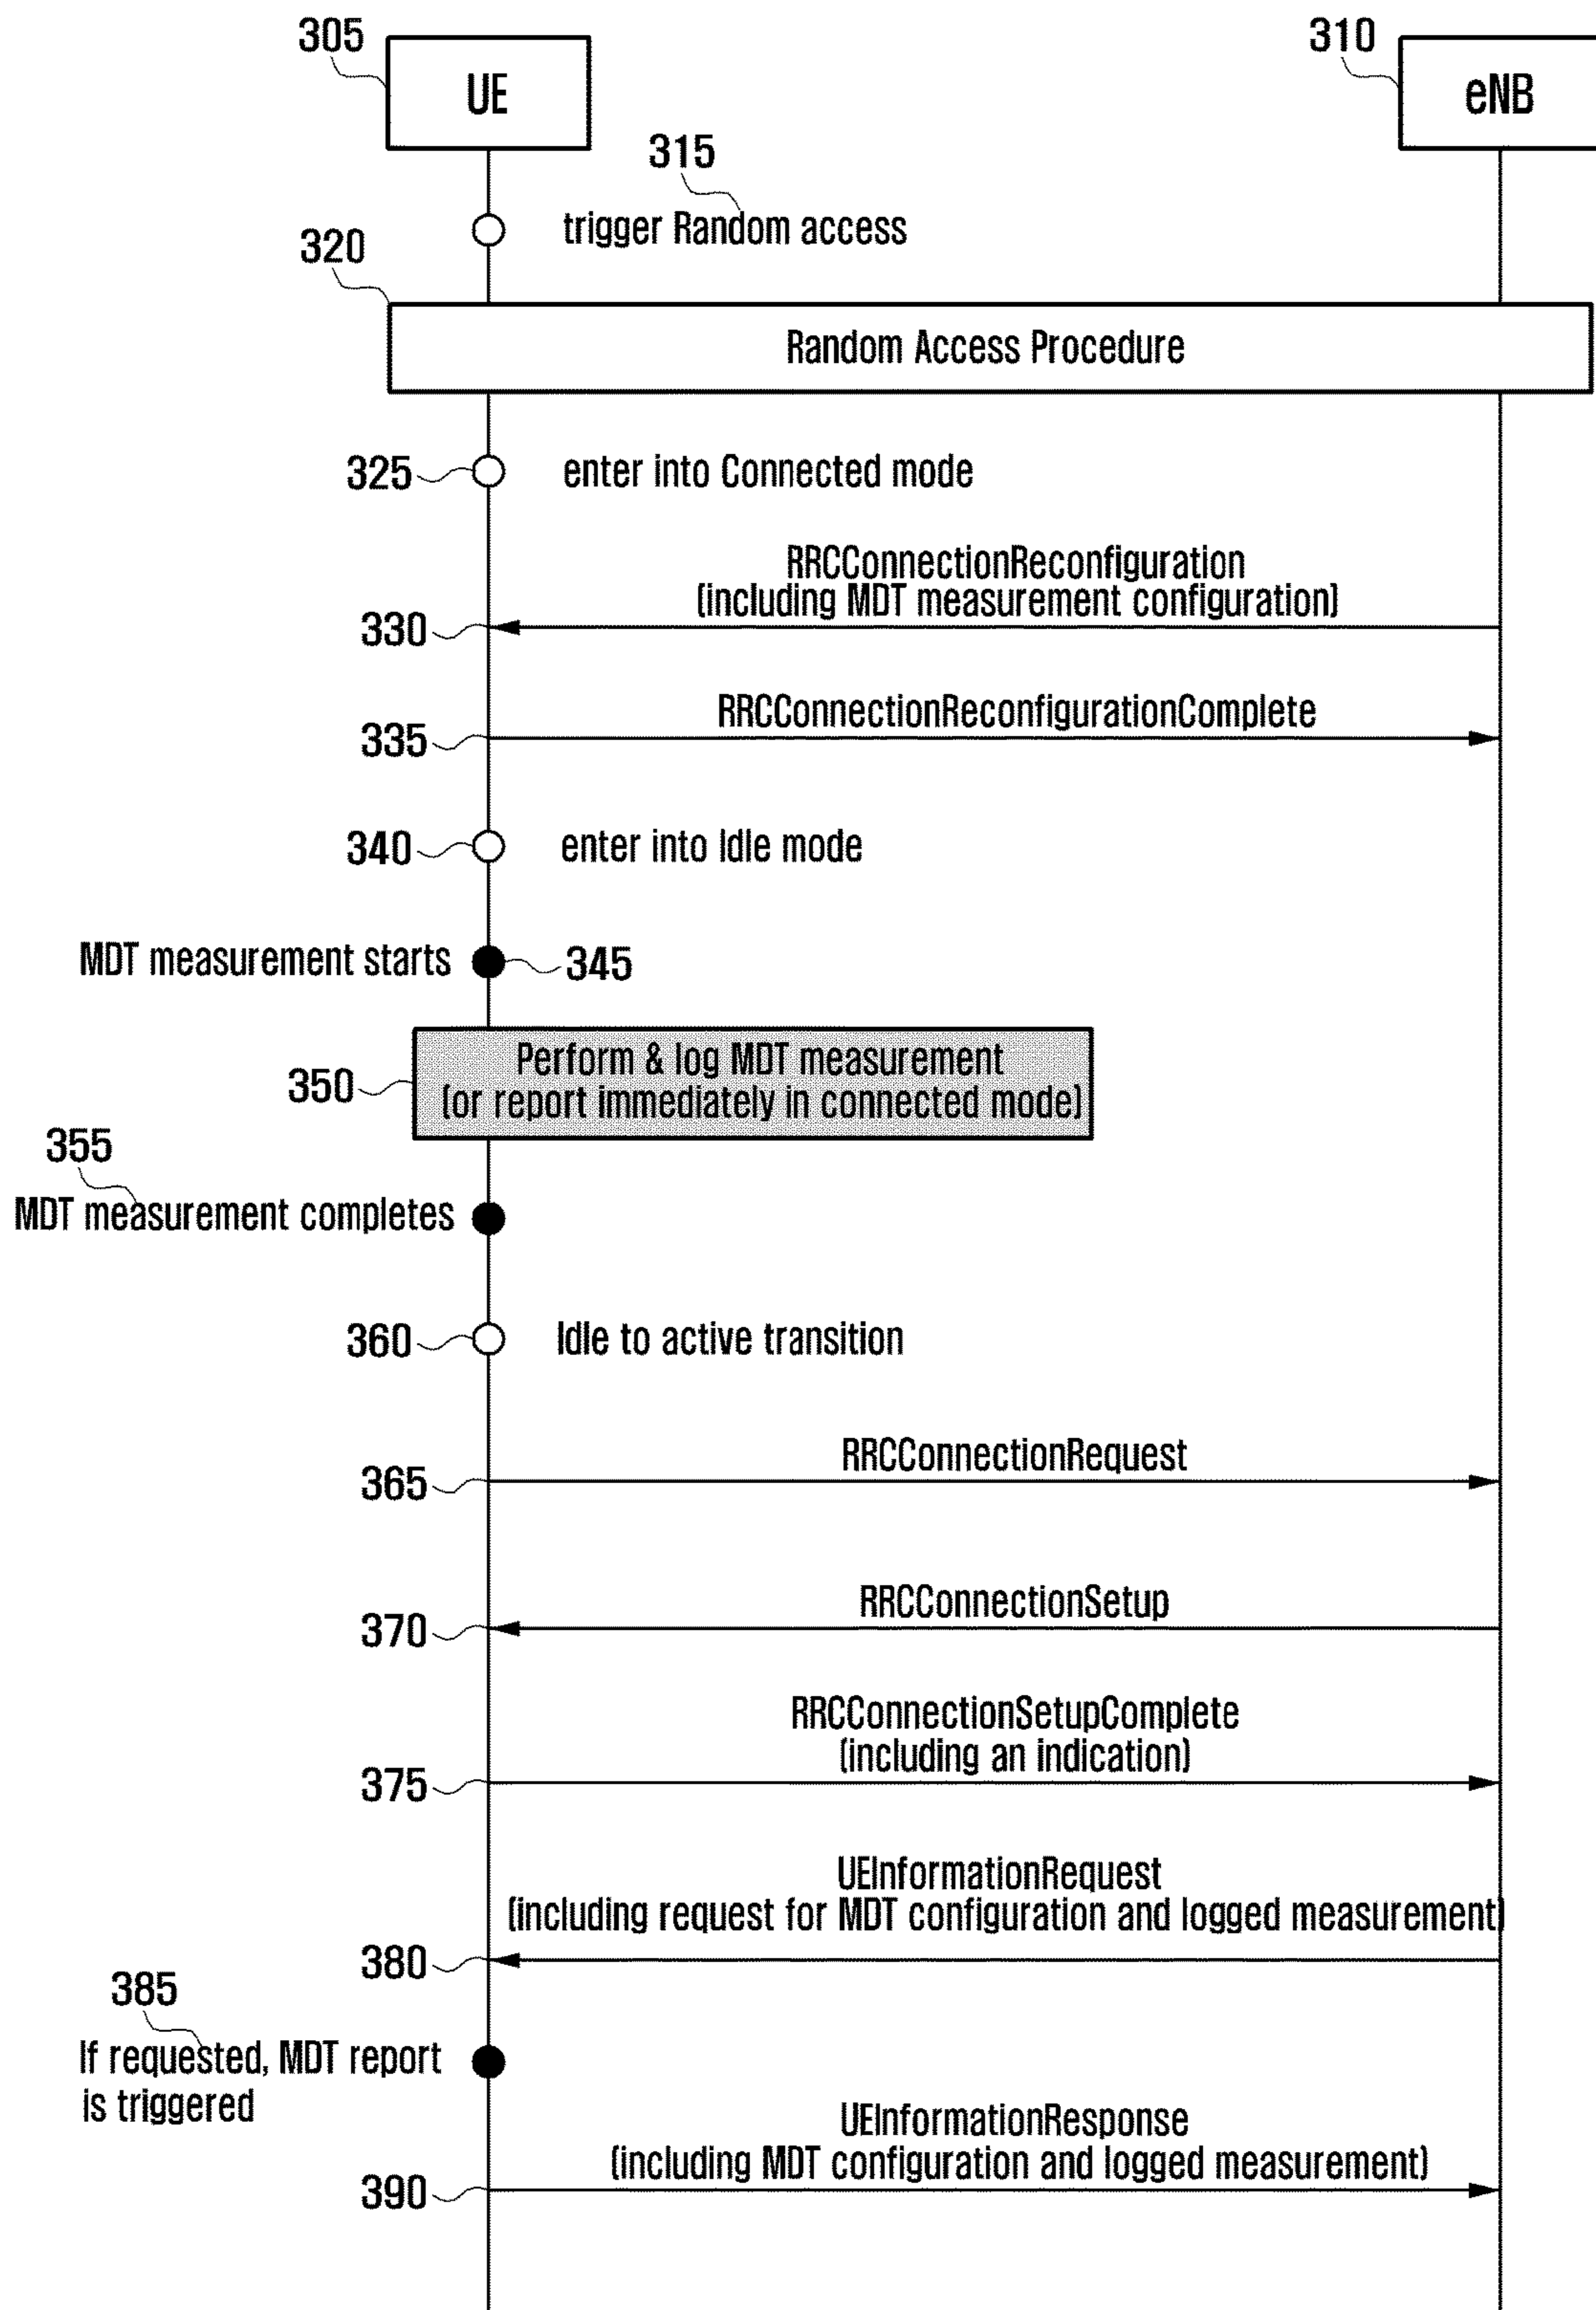 305
UE
310
eNB
315
trigger Random access
320
Random Access Procedure
325
enter into Connected mode
RRCConnectionReconfiguration
(including MDT measurement configuration)
330
RRCConnectionReconfigurationComplete
335
340
enter into Idle mode
MDT measurement starts
345
350
Perform & log MDT measurement
(or report immediately in connected mode)
355
MDT measurement completes
360
Idle to active transition
RRCConnectionRequest
365
RRCConnectionSetup
370
RRCConnectionSetupComplete
(including an indication)
375
UEInformationRequest
(including request for MDT configuration and logged measurement)
380
385
If requested, MDT report
is triggered
UEInformationResponse
(including MDT configuration and logged measurement)
390